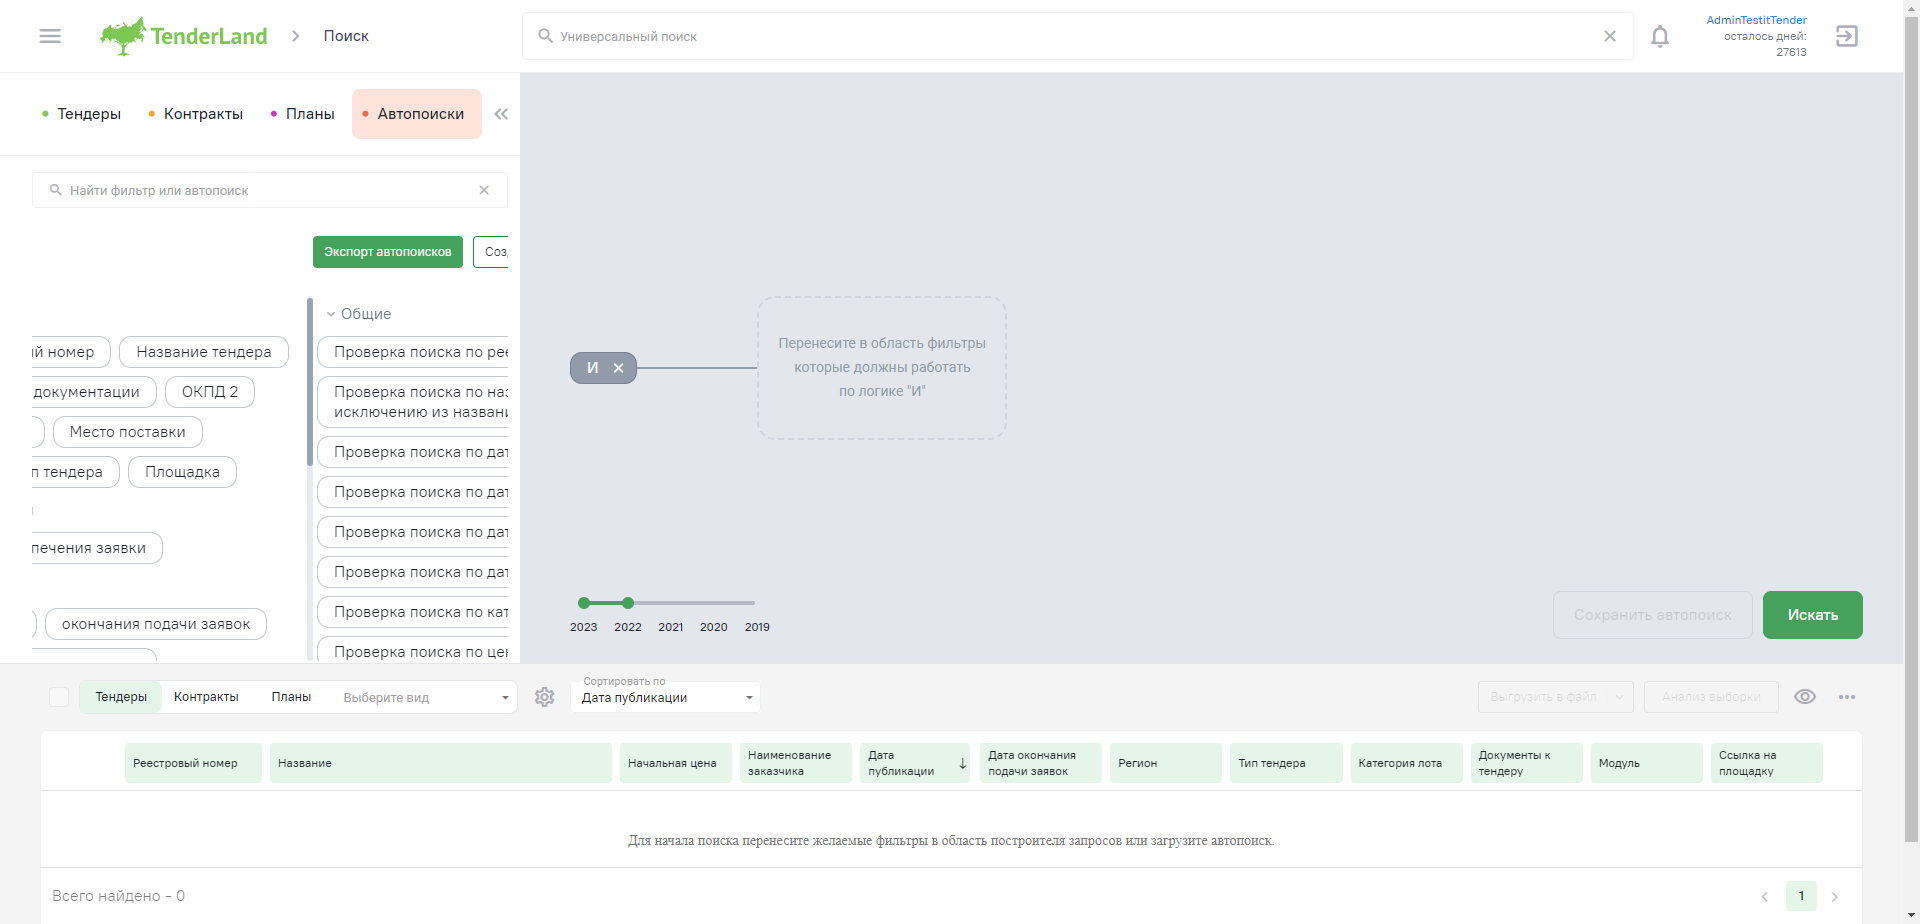 TenderLand
Поиск
Универсальный поиск
AdminTestitTender
осталось дней:
27613
Тендеры
Контракты
Планы
Автопоиски
Найти фильтр или автопоиск
Экспорт автопоисков
Соз
Общие
й номер
Название тендера
Проверка поиска по рее
документации
ОКПД 2
Проверка поиска по наз
исключению из названи
Место поставки
Проверка поиска по дат
п тендера
Площадка
Проверка поиска по дат
Проверка поиска по дат
печения заявки
Проверка поиска по дат
Проверка поиска по кат
окончания подачи заявок
Проверка поиска по цен
И
Перенесите в область фильтры
которые должны работать
по логике "И"
2023
2022
2021
2020
2019
Сохранить автопоиск
Искать
Тендеры
Контракты
Планы
Выберите вид
Сортировать по
Дата публикации
Выгрузить в файл
Анализ выборки
Реестровый номер
Название
Начальная цена
Наименование
заказчика
Дата
публикации
Дата окончания
подачи заявок
Регион
Тип тендера
Категория лота
Документы к
тендеру
Модуль
Ссылка на
площадку
Для начала поиска перенесите желаемые фильтры в область построителя запросов или загрузите автопоиск.
Всего найдено - 0
1